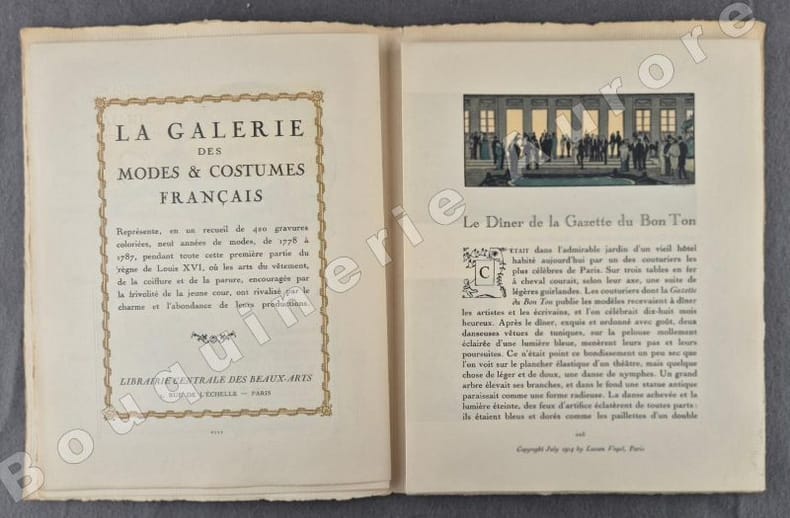 LA GALERIE
DES
MODES & COSTUMES
FRANÇAIS
Représente, en un recueil de 420 gravures
coloriées, neuf années de modes, de 1778 à
1787, pendant toute cette première partie du
règne de Louis XVI, où les arts du vêtement,
de la coiffure et de la parure, encouragés par
la frivolité de la jeune cour, ont rivalisé par le
charme et l'abondance de leurs productions.
LIBRAIRIE CENTRALE DES BEAUX-ARTS
RUE DE L'ÉCHELLE — PARIS
Le Dîner de la Gazette du Bon Ton
C ÉTAIT dans l'admirable jardin d'un vieil hôtel
habité aujourd'hui par un des couturiers les
plus célèbres de Paris. Sur trois tables en fer
à cheval courait, selon leur axe, une suite de
légères guirlandes. Les couturiers dont la Gazette
du Bon Ton publie les modèles recevaient à dîner
les artistes et les écrivains, et l'on célébrait dix-huit mois
heureux. Après le dîner, exquis et ordonné avec goût, deux
danseuses vêtues de tuniques, sur la pelouse mollement
éclairée d'une lumière bleue, menèrent leurs pas et leurs
poursuites. Ce n'était point ce bondissement un peu sec que
l'on voit sur le plancher élastique d'un théâtre, mais quelque
chose de léger et de doux, une danse de nymphes. Un grand
arbre élevait ses branches, et dans le fond une statue antique
paraissait comme une forme radieuse. La danse achevée et la
lumière éteinte, des feux d'artifice éclatèrent de toutes parts :
ils étaient bleus et dorés comme les paillettes d'un double
Copyright July 1914 by Lucien Vogel, Paris
Bouquinerie Aurore